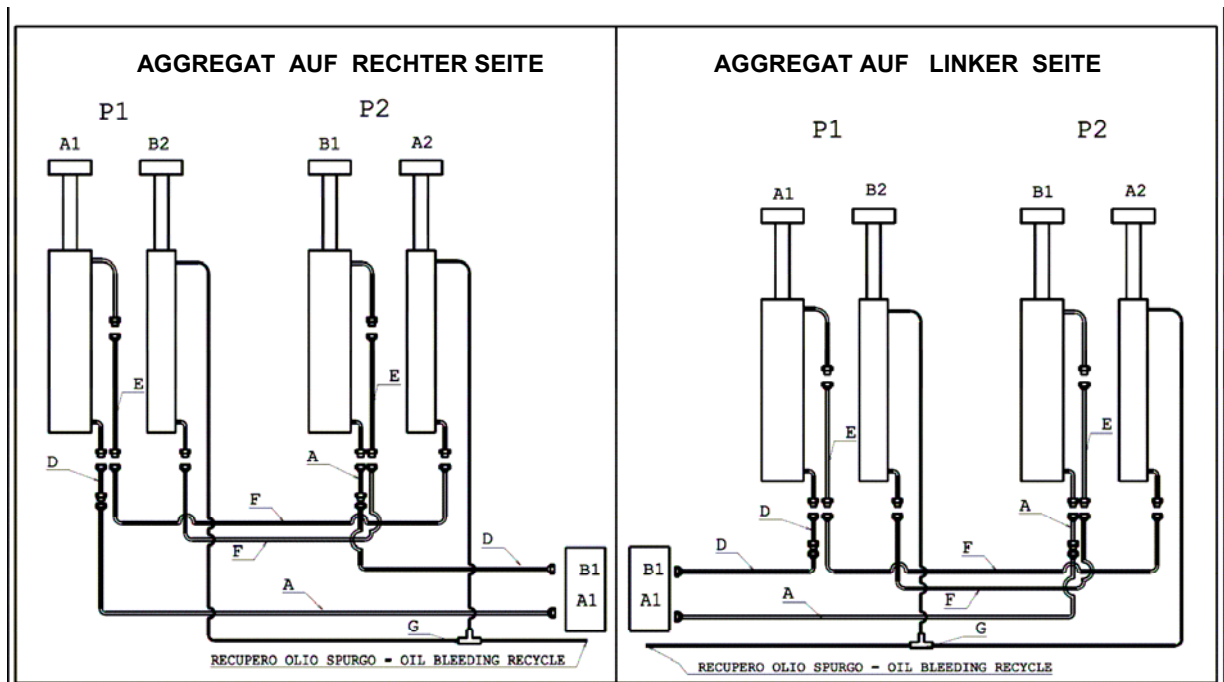 AGGREGAT AUF RECHTER SEITE
P1 P2
A1 B2 B1 A2
E E
D A
F
F
D
B1
A
A1
G
RECUPERO OLIO SPURGO - OIL BLEEDING RECYCLE
AGGREGAT AUF LINKER SEITE
P1 P2
A1 B2 B1 A2
E E
D A
D F
B1
F
A1 A
G
RECUPERO OLIO SPURGO - OIL BLEEDING RECYCLE